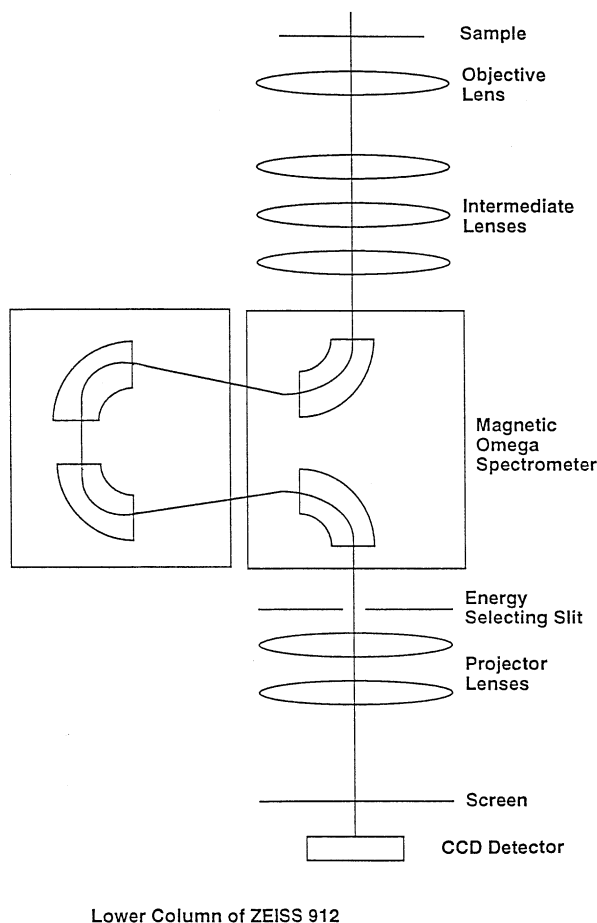 Sample
Objective
Lens
Intermediate
Lenses
Magnetic
Omega
Spectrometer
Energy
Selecting Slit
Projector
Lenses
Screen
CCD Detector
Lower Column of ZEISS 912